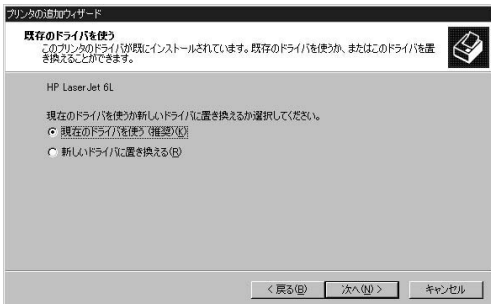 プリンタの追加ウィザード
既存のドライバを使う
このプリンタのドライバが既にインストールされています。既存のドライバを使うか、またはこのドライバを置
き換えることができます。
HP LaserJet 6L
現在のドライバを使うか新しいドライバに置き換えるか選択してください。
現在のドライバを使う (推奨)(K)
新しいドライバに置き換える(R)
< 戻る(B)
次へ(N) >
キャンセル